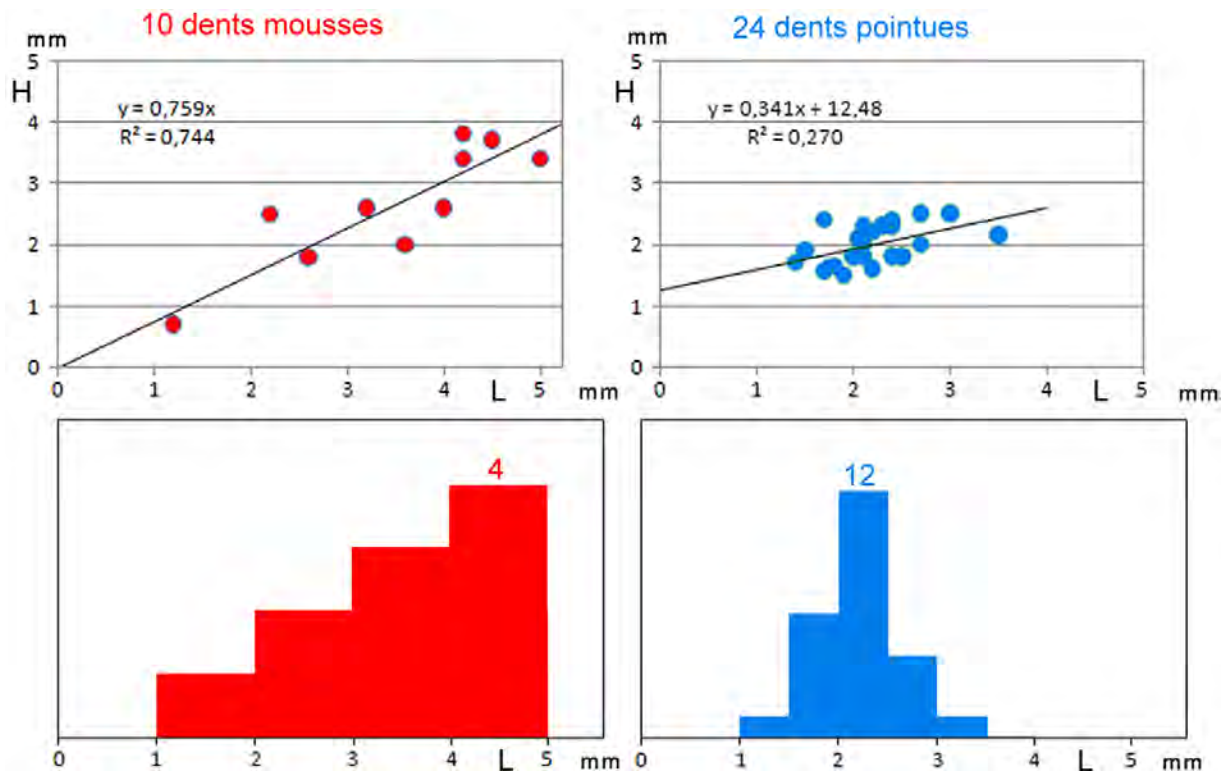 10 dents mousses
24 dents pointues
mm
5
H
4
3
2
1
0
y = 0,759x
R² = 0,744
0 1 2 3 4 L 5 mm
mm
5
H
4
3
2
1
0
y = 0,341x + 12,48
R² = 0,270
0 1 2 3 4 L 5 mm
4
0 1 2 3 4 L 5 mm
12
0 1 2 3 4 L 5 mm